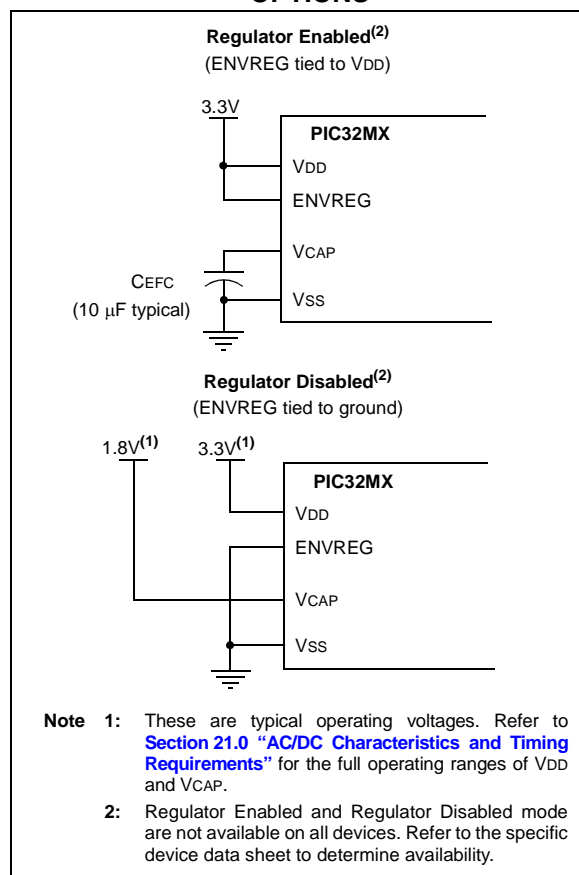 OPTIONS
Regulator Enabled(2)
(ENVREG tied to VDD)
3.3V
PIC32MX
VDD
ENVREG
VCAP
CEFC
(10 μF typical)
VSS
Regulator Disabled(2)
(ENVREG tied to ground)
1.8V(1) 3.3V(1)
PIC32MX
VDD
ENVREG
VCAP
VSS
Note 1: These are typical operating voltages. Refer to
Section 21.0 “AC/DC Characteristics and Timing
Requirements” for the full operating ranges of VDD
and VCAP.
2: Regulator Enabled and Regulator Disabled mode
are not available on all devices. Refer to the specific
device data sheet to determine availability.